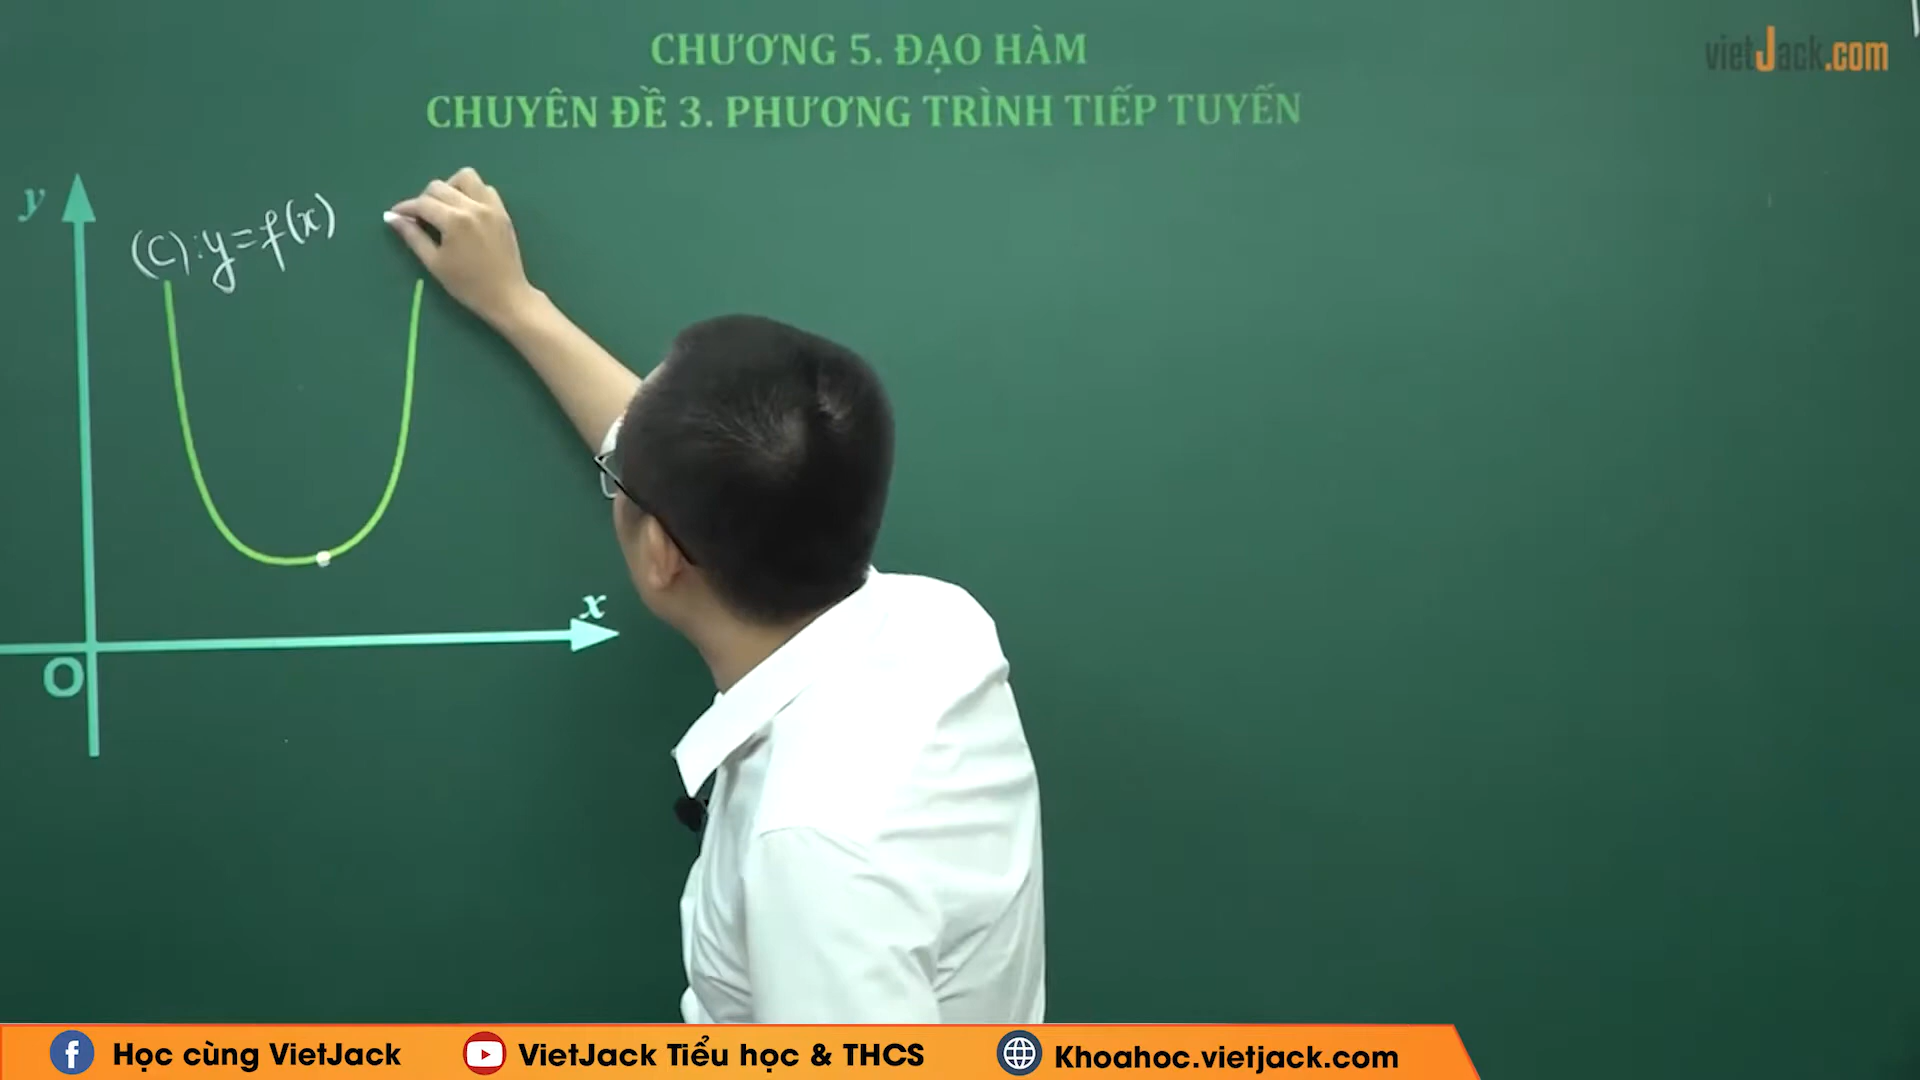 CHƯƠNG 5. ĐẠO HÀM
vietJack.com
CHUYÊN ĐỀ 3. PHƯƠNG TRÌNH TIẾP TUYẾN
y
(C): y = f(x)
x
O
Học cùng VietJack
VietJack Tiểu học & THCS
Khoahoc.vietjack.com